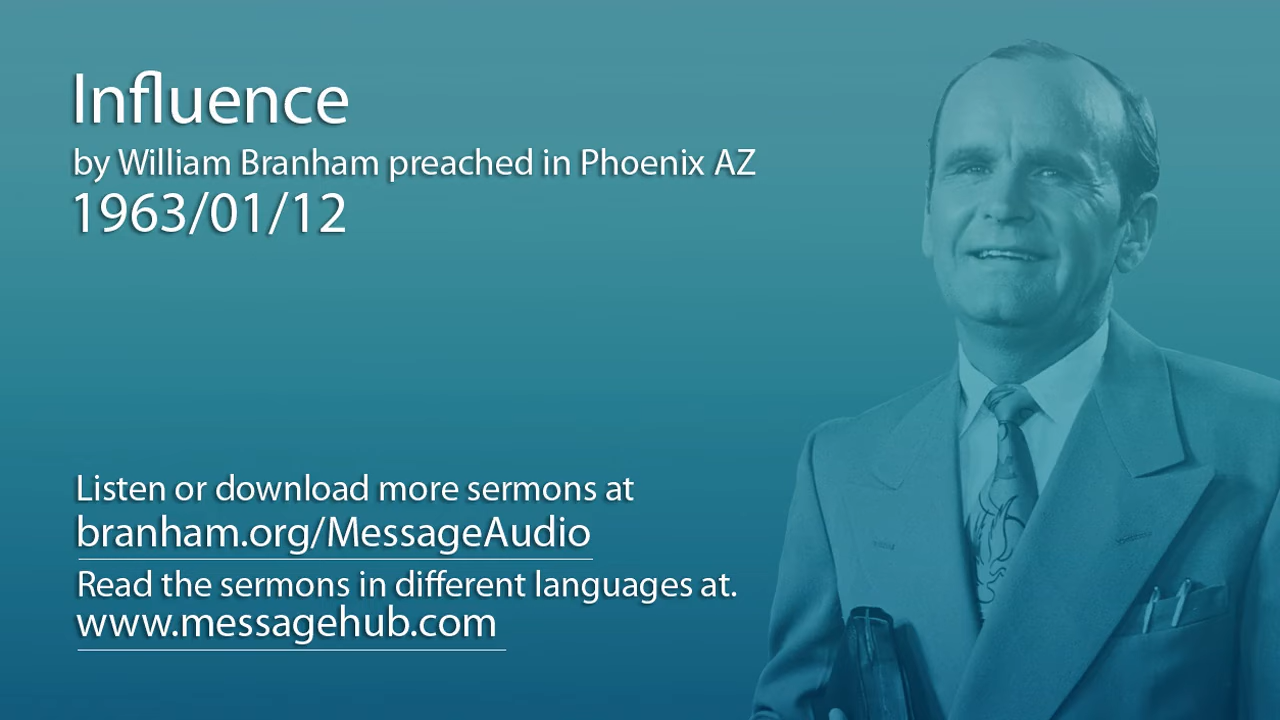 Influence
by William Branham preached in Phoenix AZ
1963/01/12
Listen or download more sermons at
branham.org/MessageAudio
Read the sermons in different languages at.
www.messagehub.com